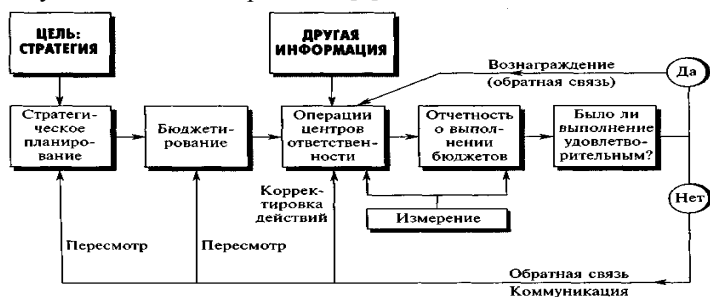 ЦЕЛЬ:
СТРАТЕГИЯ
ДРУГАЯ
ИНФОРМАЦИЯ
Вознаграждение
(обратная связь)
Да
Стратеги-
ческое
планиро-
вание
Бюджети-
рование
Операции
центров
ответствен-
ности
Отчетность
о выпол-
нении
бюджетов
Было ли
выполнение
удовлетво-
рительным?
Коррек-
тировка
действий
Измерение
Нет
Пересмотр
Пересмотр
Обратная связь
Коммуникация